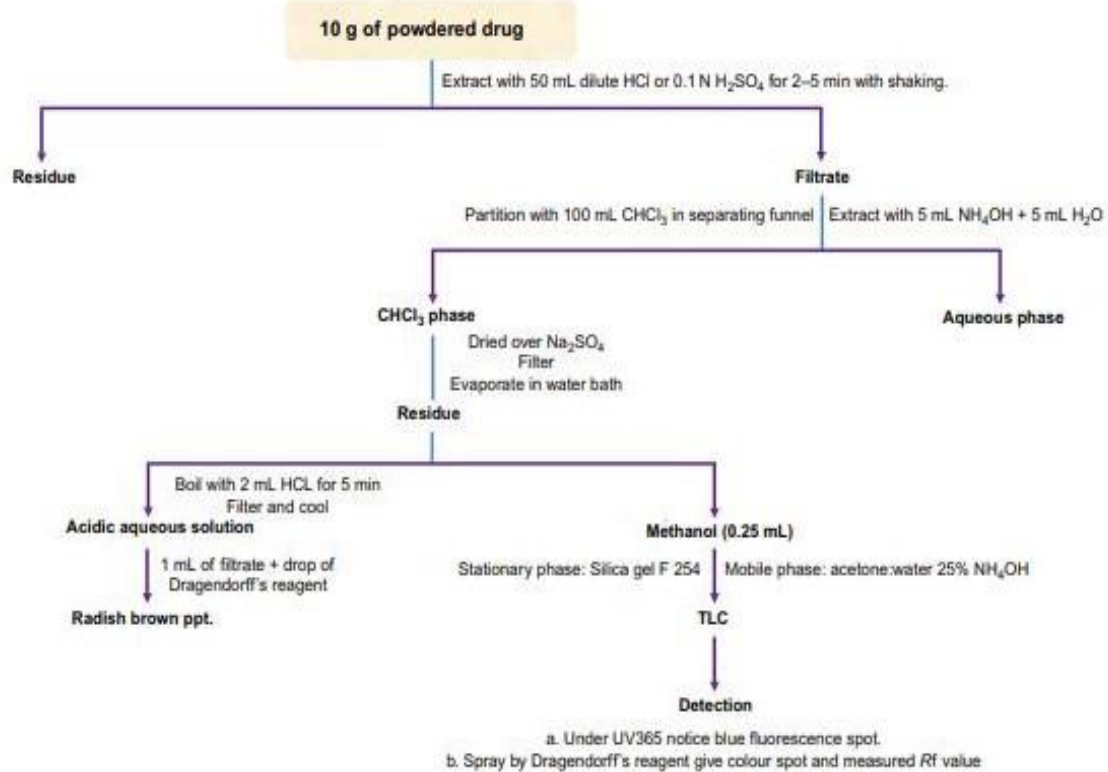 10 g of powdered drug
Extract with 50 mL dilute HCl or 0.1 N H₂SO₄ for 2–5 min with shaking.
Residue
Filtrate
Partition with 100 mL CHCl₃ in separating funnel
Extract with 5 mL NH₄OH + 5 mL H₂O
CHCl₃ phase
Aqueous phase
Dried over Na₂SO₄
Filter
Evaporate in water bath
Residue
Boil with 2 mL HCL for 5 min
Filter and cool
Acidic aqueous solution
1 mL of filtrate + drop of
Dragendorff's reagent
Radish brown ppt.
Methanol (0.25 mL)
Stationary phase: Silica gel F 254
Mobile phase: acetone:water 25% NH₄OH
TLC
Detection
a. Under UV365 notice blue fluorescence spot.
b. Spray by Dragendorff's reagent give colour spot and measured Rf value